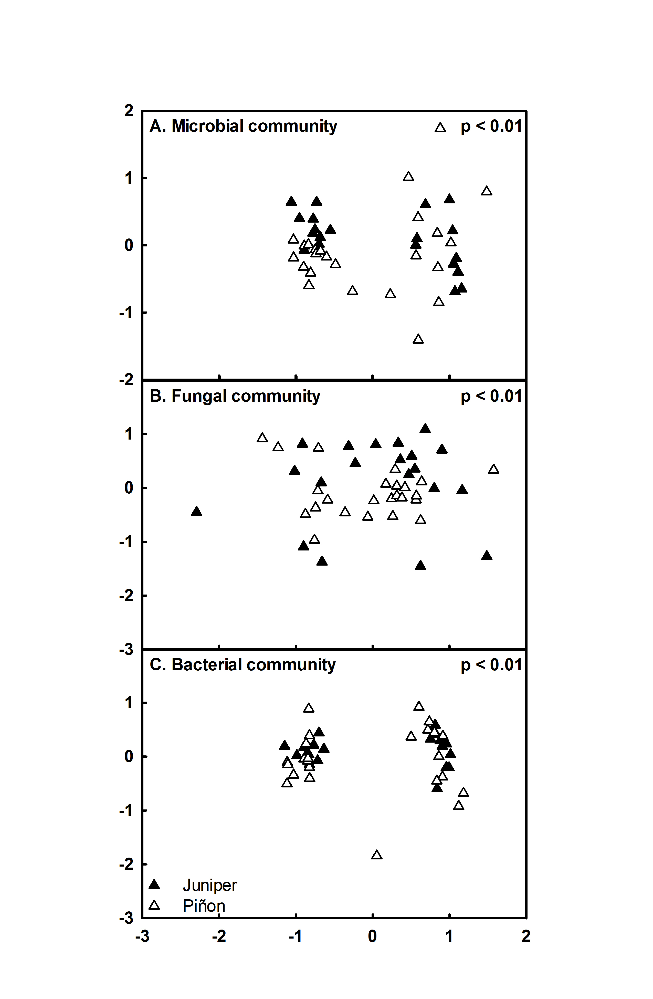 2
A. Microbial community p < 0.01
1
0
-1
-2
B. Fungal community p < 0.01
1
0
-1
-2
-3
C. Bacterial community p < 0.01
1
0
-1
-2
Juniper
Piñon
-3
-3 -2 -1 0 1 2